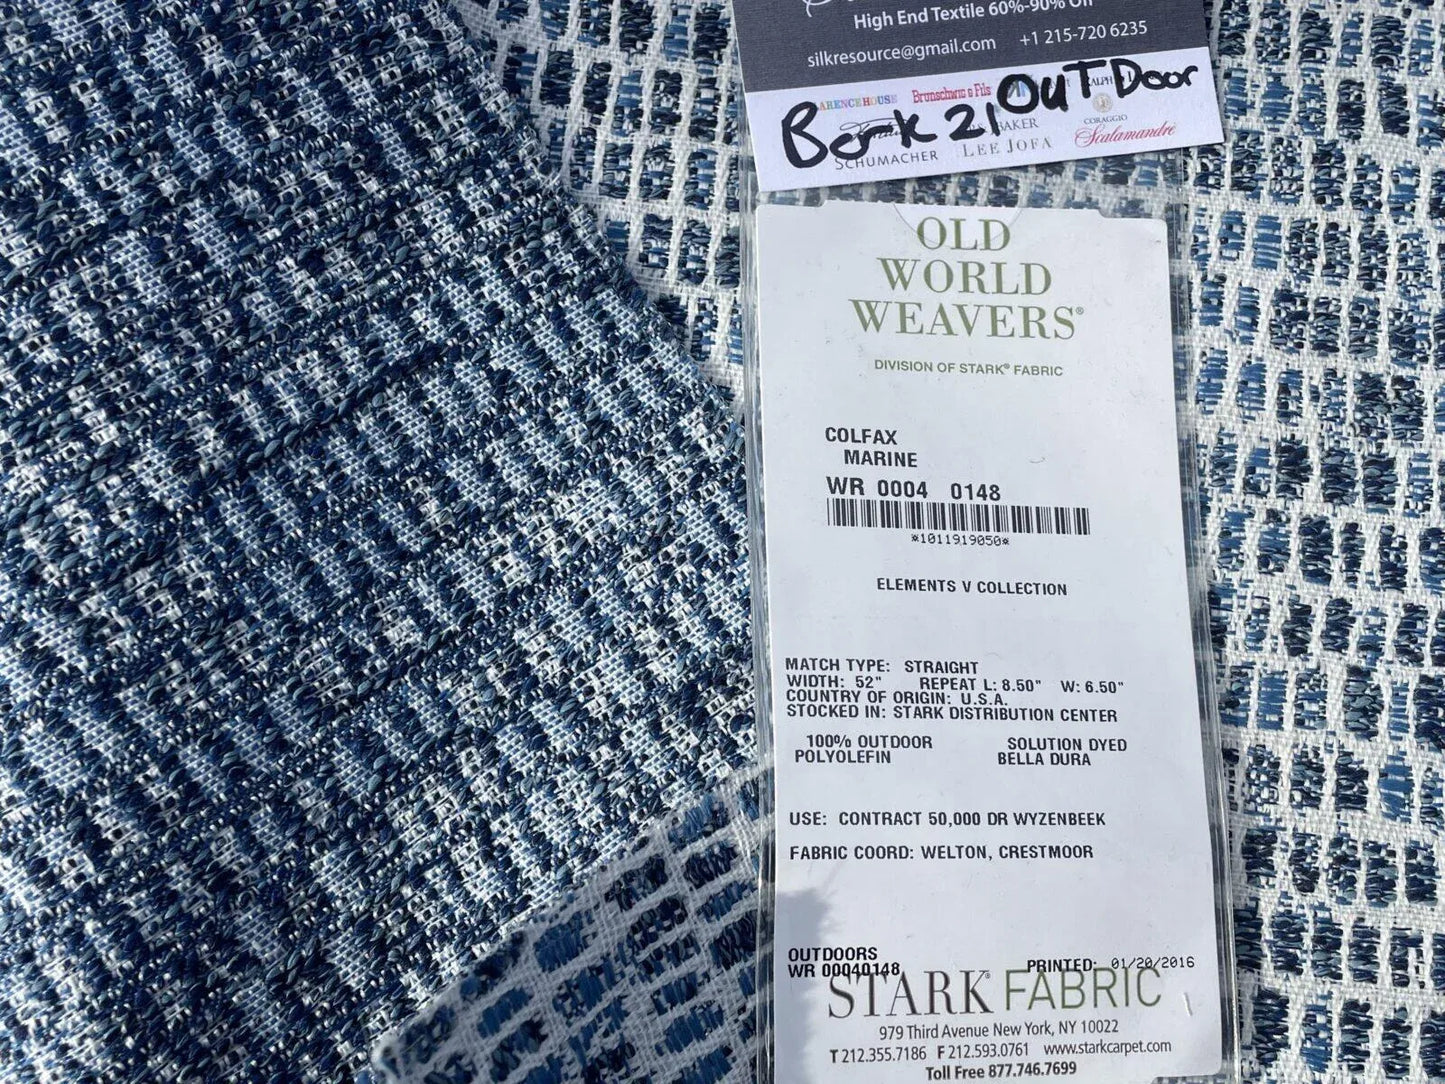 High End Textile 60%-90% Off
silkresource@gmail.com +1 215-720 6235
Book 21 OUTDoor
ARENCEHOUSE Brunschwig & Fils RALPH
BAKER CORAGGIO
SCHUMACHER LEE JOFA Scalamandré
OLD
WORLD
WEAVERS®
DIVISION OF STARK® FABRIC
COLFAX
MARINE
WR 0004 0148
*1011919050*
ELEMENTS V COLLECTION
MATCH TYPE: STRAIGHT
WIDTH: 52" REPEAT L: 8.50" W: 6.50"
COUNTRY OF ORIGIN: U.S.A.
STOCKED IN: STARK DISTRIBUTION CENTER
100% OUTDOOR SOLUTION DYED
POLYOLEFIN BELLA DURA
USE: CONTRACT 50,000 DR WYZENBEEK
FABRIC COORD: WELTON, CRESTMOOR
OUTDOORS
WR 00040148 PRINTED: 01/20/2016
STARK® FABRIC
979 Third Avenue New York, NY 10022
T 212.355.7186 F 212.593.0761 www.starkcarpet.com
Toll Free 877.746.7699